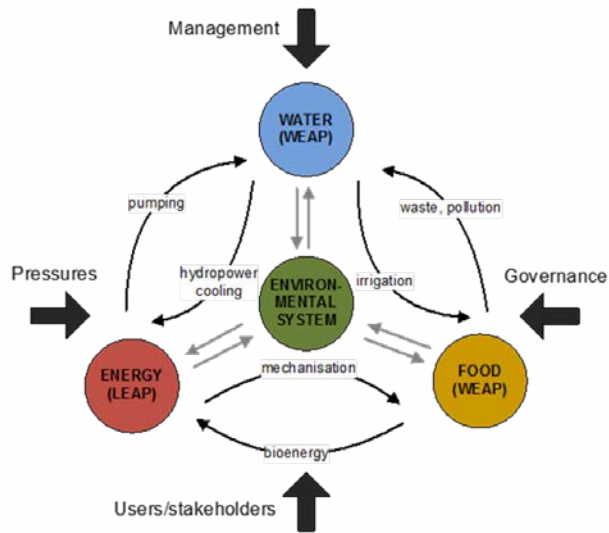 Management
WATER
(WEAP)
pumping
waste, pollution
Pressures
hydropower
cooling
ENVIRON-
MENTAL
SYSTEM
irrigation
Governance
ENERGY
(LEAP)
mechanisation
FOOD
(WEAP)
bioenergy
Users/stakeholders